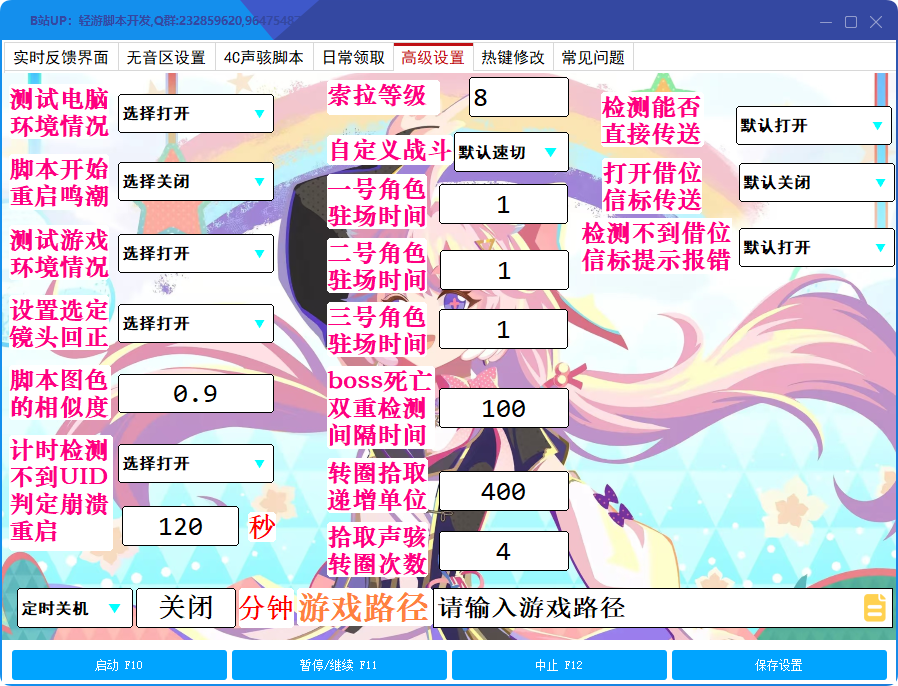 B站UP：轻游脚本开发,Q群:232859620,96475487
实时反馈界面 无音区设置 4C声骇脚本 日常领取 高级设置 热键修改 常见问题
测试电脑
环境情况
选择打开
脚本开始
重启鸣潮
选择关闭
测试游戏
环境情况
选择打开
设置选定
镜头回正
选择打开
脚本图色
的相似度
0.9
计时检测
不到UID
判定崩溃
重启
选择打开
120 秒
索拉等级 8
自定义战斗 默认速切
一号角色
驻场时间
1
二号角色
驻场时间
1
三号角色
驻场时间
1
boss死亡
双重检测
间隔时间
100
转圈拾取
递增单位
400
拾取声骇
转圈次数
4
检测能否
直接传送
默认打开
打开借位
信标传送
默认关闭
检测不到借位
信标提示报错
默认打开
定时关机 关闭 分钟 游戏路径 请输入游戏路径
启动 F10 暂停/继续 F11 中止 F12 保存设置